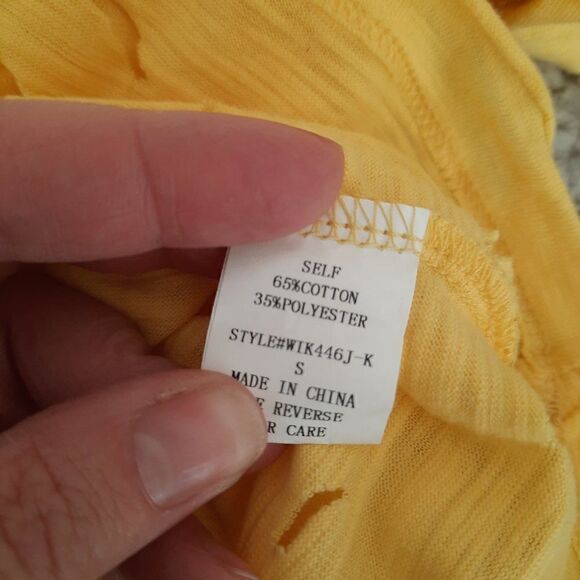 SELF
65%COTTON
35%POLYESTER
STYLE#WIK446J-K
S
MADE IN CHINA
REVERSE
CARE